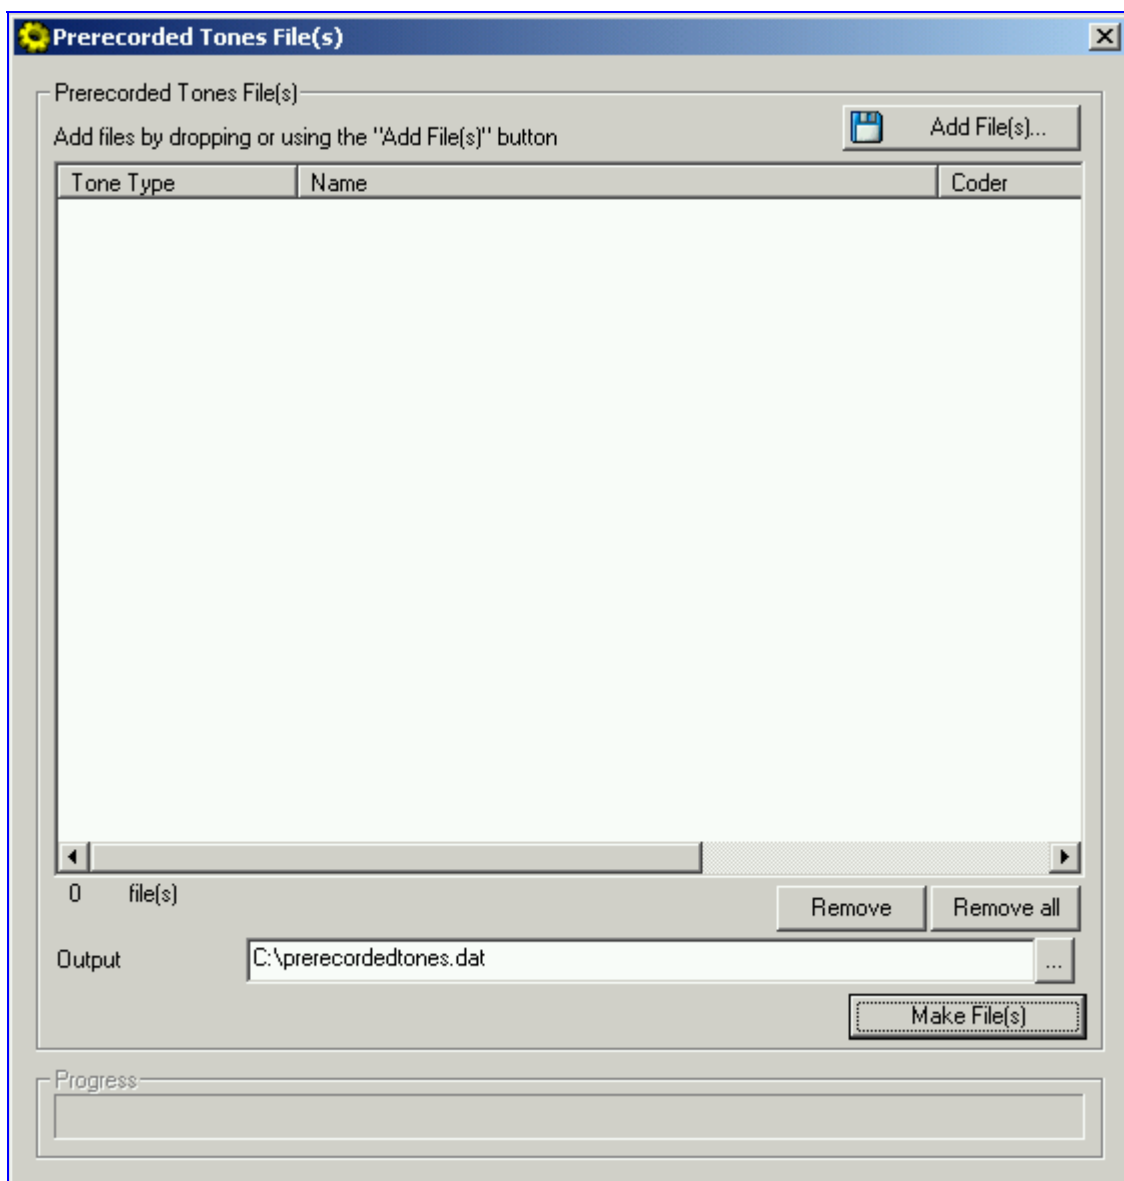 Prerecorded Tones File(s)
Prerecorded Tones File(s)
Add files by dropping or using the "Add File(s)" button
Add File(s)...
Tone Type Name Coder
0 file(s)
Remove Remove all
Output C:\prerecordedtones.dat ...
Make File(s)
Progress